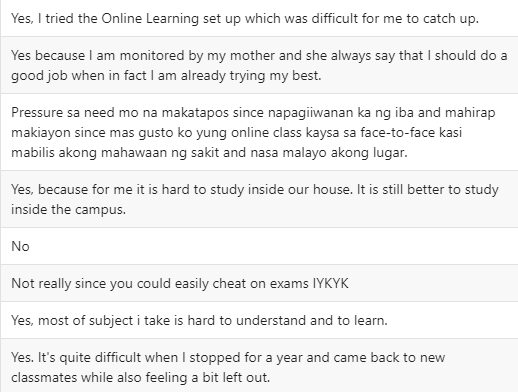 Yes, I tried the Online Learning set up which was difficult for me to catch up.
Yes because I am monitored by my mother and she always say that I should do a
good job when in fact I am already trying my best.
Pressure sa need mo na makatapos since napagiiwanan ka ng iba and mahirap
makiayon since mas gusto ko yung online class kaysa sa face-to-face kasi
mabilis akong mahawaan ng sakit and nasa malayo akong lugar.
Yes, because for me it is hard to study inside our house. It is still better to study
inside the campus.
No
Not really since you could easily cheat on exams IYKYK
Yes, most of subject i take is hard to understand and to learn.
Yes. It's quite difficult when I stopped for a year and came back to new
classmates while also feeling a bit left out.